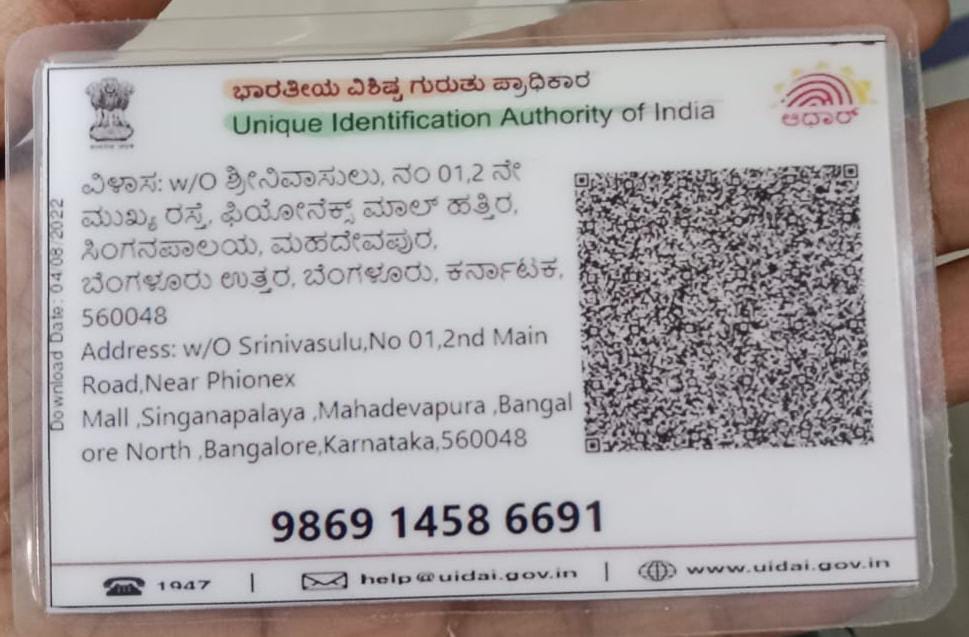 ಭಾರತೀಯ ವಿಶಿಷ್ಟ ಗುರುತು ಪ್ರಾಧಿಕಾರ
Unique Identification Authority of India
ಆಧಾರ್
Download Date: 04/08/2022
ವಿಳಾಸ: w/O ಶ್ರೀನಿವಾಸುಲು, ನಂ 01,2 ನೇ
ಮುಖ್ಯ ರಸ್ತೆ, ಫಿಯೋನೆಕ್ಸ್ ಮಾಲ್ ಹತ್ತಿರ,
ಸಿಂಗನಪಾಲಯ, ಮಹದೇವಪುರ,
ಬೆಂಗಳೂರು ಉತ್ತರ, ಬೆಂಗಳೂರು, ಕರ್ನಾಟಕ,
560048
Address: w/O Srinivasulu,No 01,2nd Main
Road,Near Phionex
Mall ,Singanapalaya ,Mahadevapura ,Bangal
ore North ,Bangalore,Karnataka,560048
9869 1458 6691
1947 | help@uidai.gov.in | www.uidai.gov.in